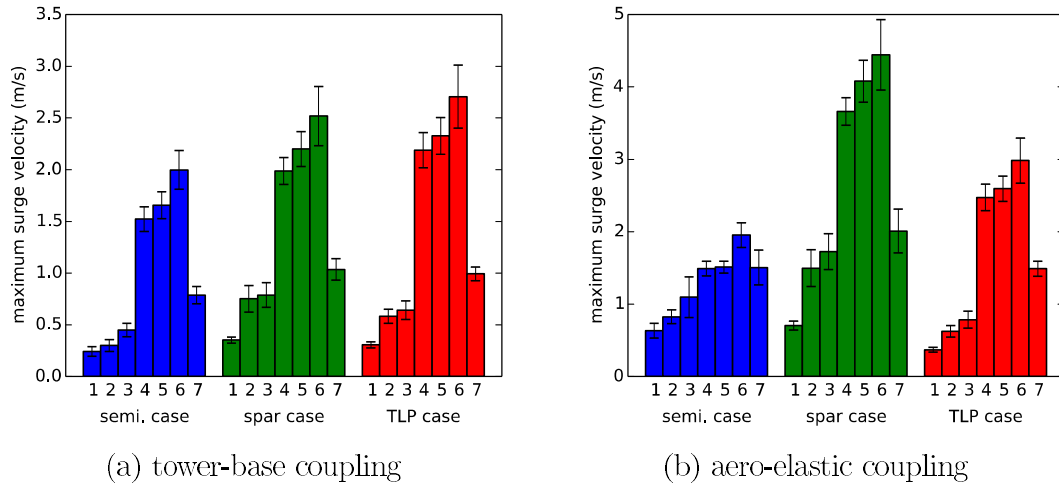 maximum surge velocity (m/s)
3.5
3.0
2.5
2.0
1.5
1.0
0.5
0.0
1 2 3 4 5 6 7 1 2 3 4 5 6 7 1 2 3 4 5 6 7
semi. case spar case TLP case
(a) tower-base coupling
maximum surge velocity (m/s)
5
4
3
2
1
0
1 2 3 4 5 6 7 1 2 3 4 5 6 7 1 2 3 4 5 6 7
semi. case spar case TLP case
(b) aero-elastic coupling